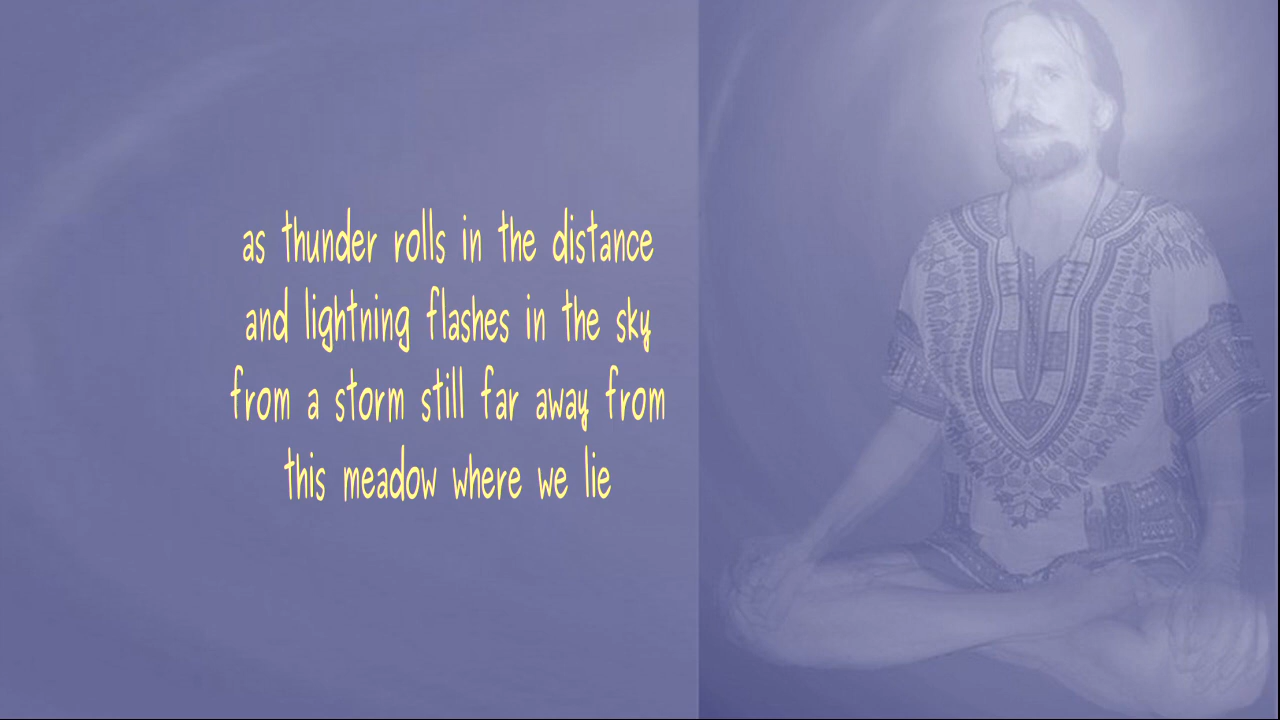 as thunder rolls in the distance
and lightning flashes in the sky
from a storm still far away from
this meadow where we lie